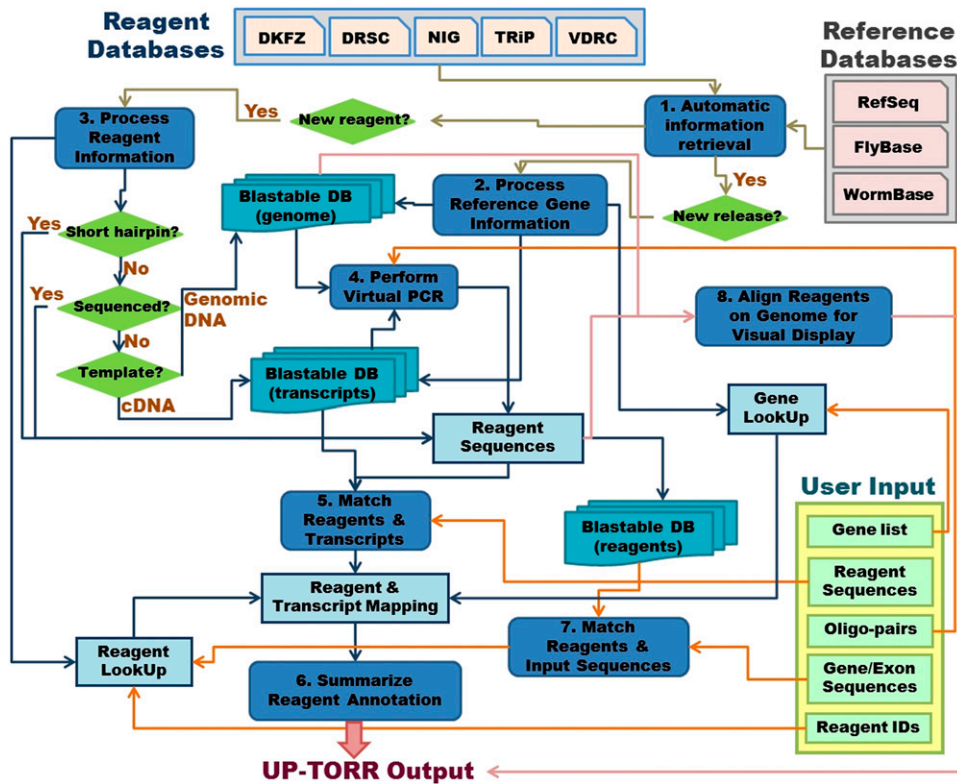 Reagent
Databases
DKFZ
DRSC
NIG
TRiP
VDRC
Reference
Databases
RefSeq
FlyBase
WormBase
1. Automatic
information
retrieval
New reagent?
Yes
3. Process
Reagent
Information
Yes
New release?
2. Process
Reference Gene
Information
Blastable DB
(genome)
Yes
Short hairpin?
No
Yes
Sequenced?
Genomic
DNA
No
Template?
cDNA
4. Perform
Virtual PCR
8. Align Reagents
on Genome for
Visual Display
Blastable DB
(transcripts)
Reagent
Sequences
Gene
LookUp
5. Match
Reagents &
Transcripts
Blastable DB
(reagents)
User Input
Gene list
Reagent
Sequences
Oligo-pairs
Gene/Exon
Sequences
Reagent IDs
Reagent &
Transcript Mapping
Reagent
LookUp
7. Match
Reagents &
Input Sequences
6. Summarize
Reagent Annotation
UP-TORR Output